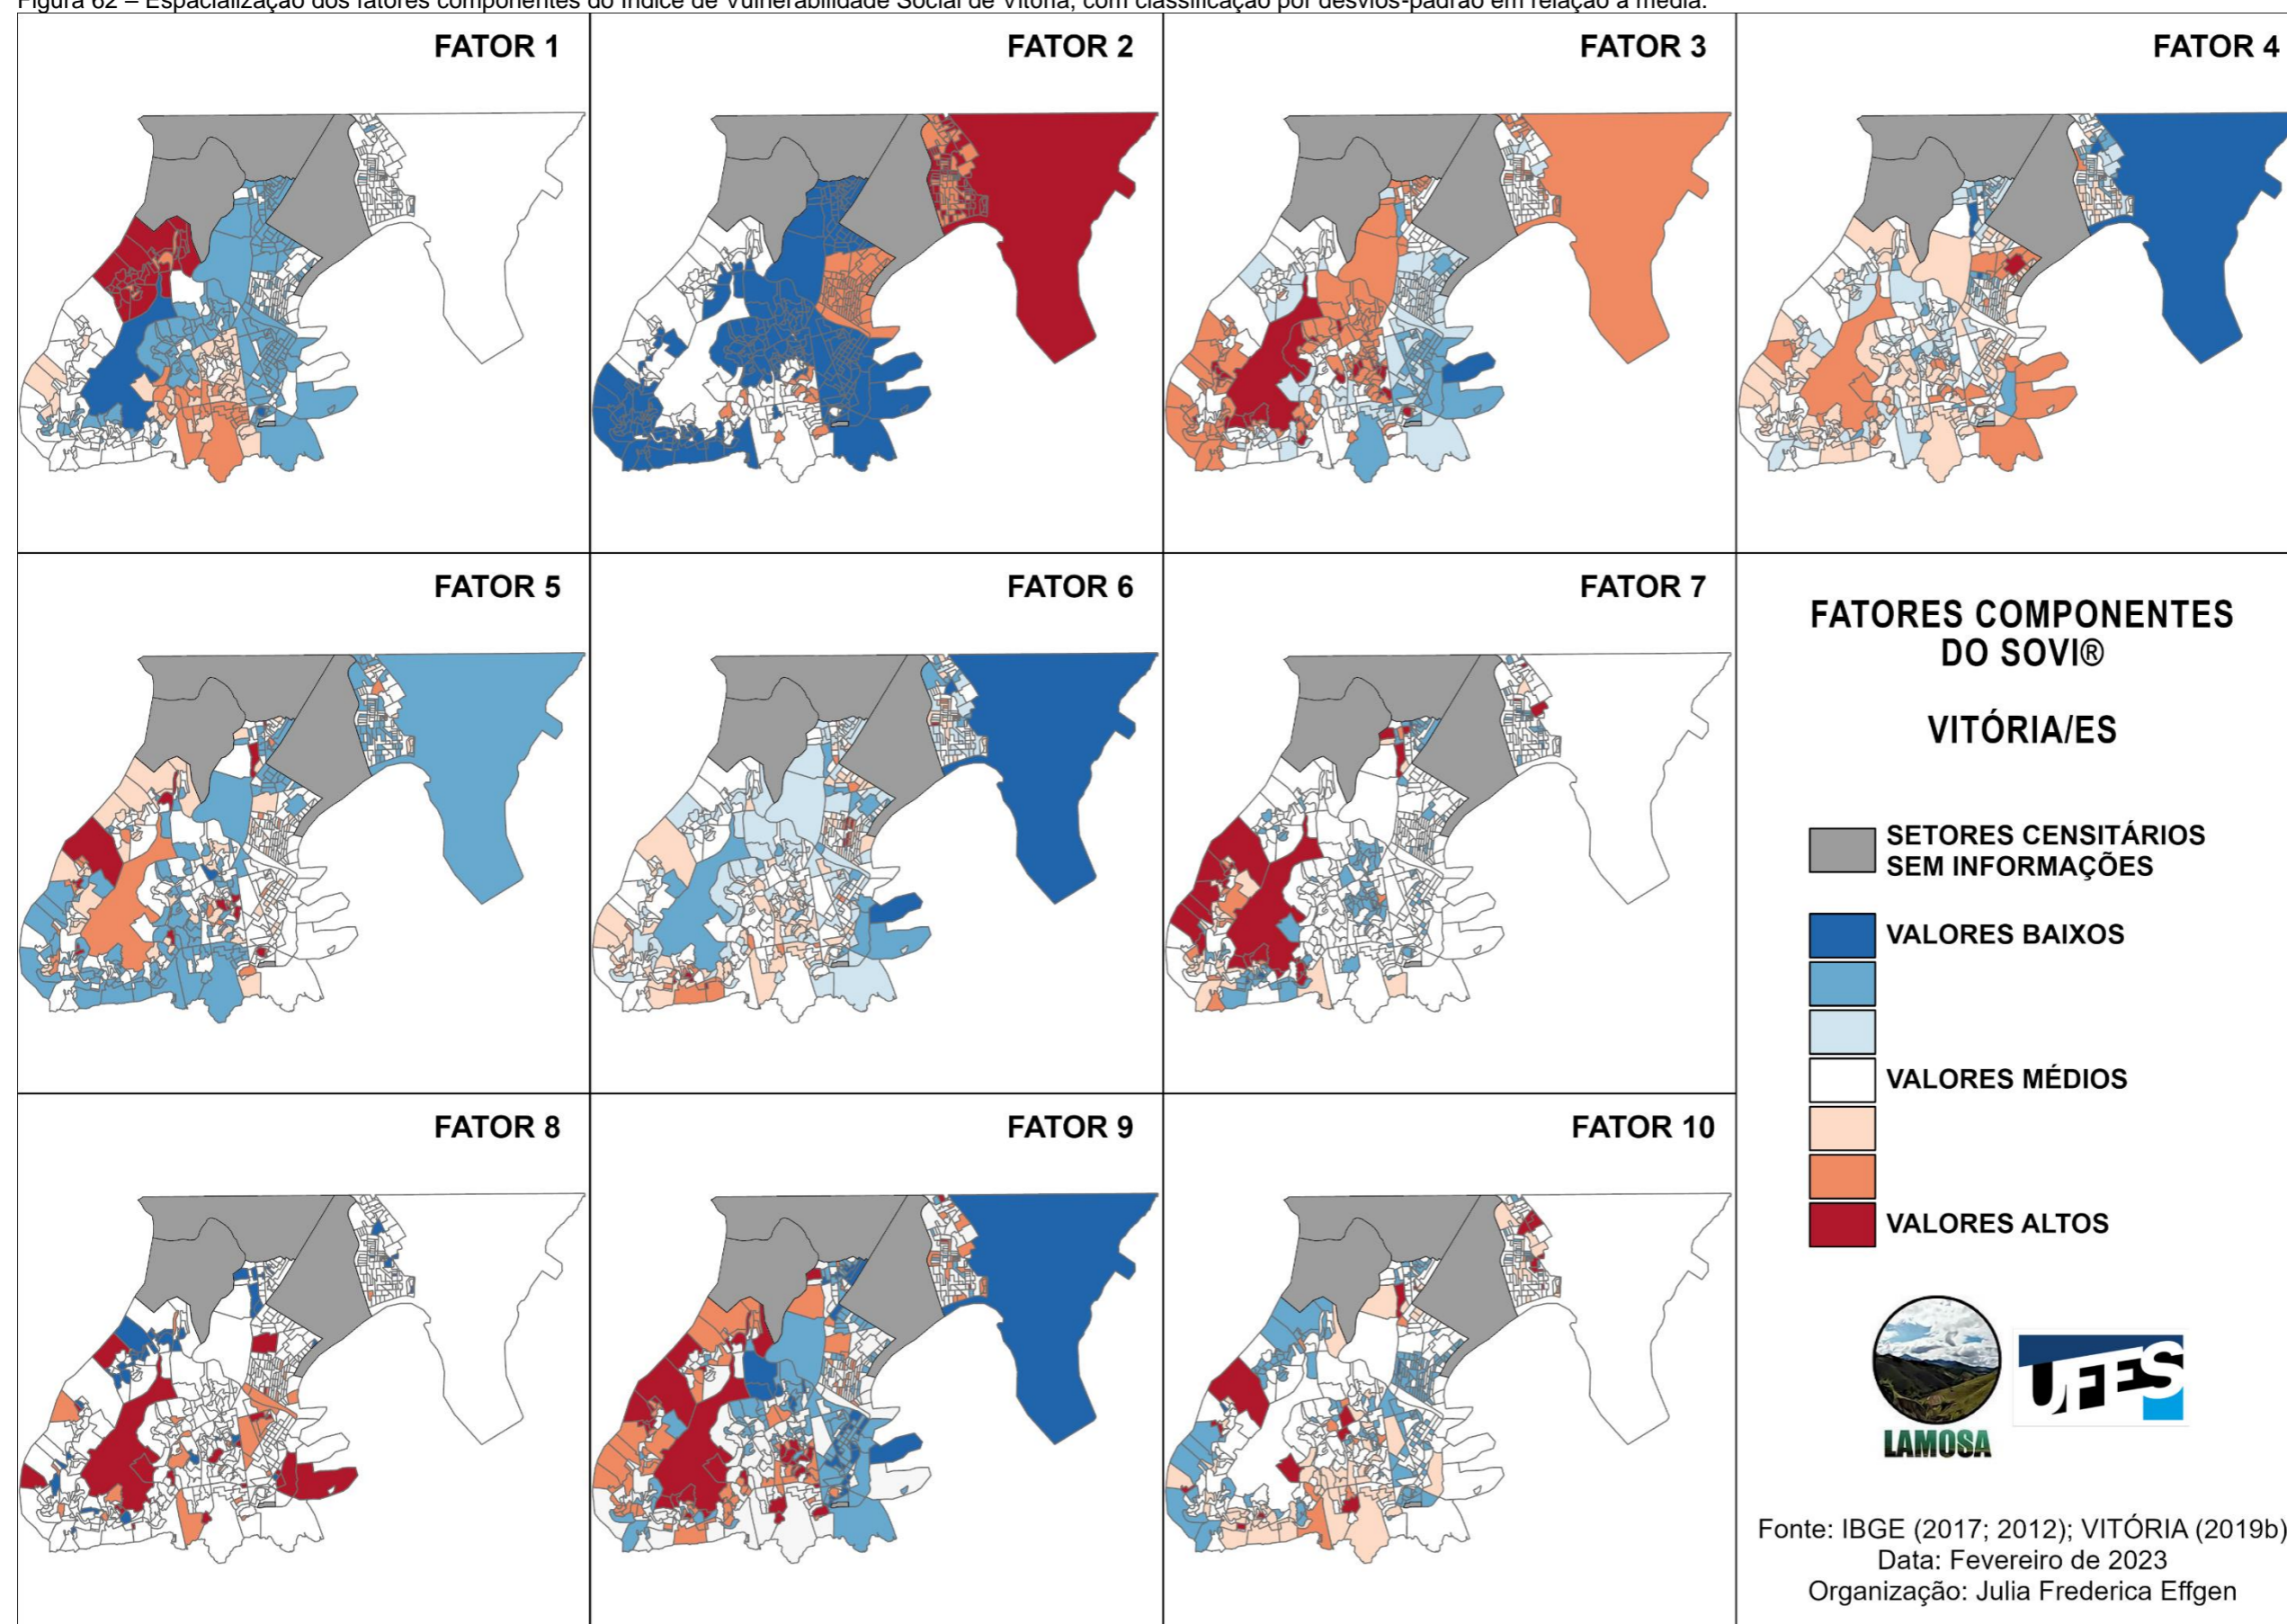 Figura 62 – Espacialização dos fatores componentes do Índice de Vulnerabilidade Social de Vitória, com classificação por desvios-padrão em relação à média.
FATOR 1
FATOR 2
FATOR 3
FATOR 4
FATOR 5
FATOR 6
FATOR 7
FATORES COMPONENTES
DO SOVI®
VITÓRIA/ES
SETORES CENSITÁRIOS
SEM INFORMAÇÕES
VALORES BAIXOS
VALORES MÉDIOS
VALORES ALTOS
FATOR 8
FATOR 9
FATOR 10
LAMOSA
UFES
Fonte: IBGE (2017; 2012); VITÓRIA (2019b)
Data: Fevereiro de 2023
Organização: Julia Frederica Effgen